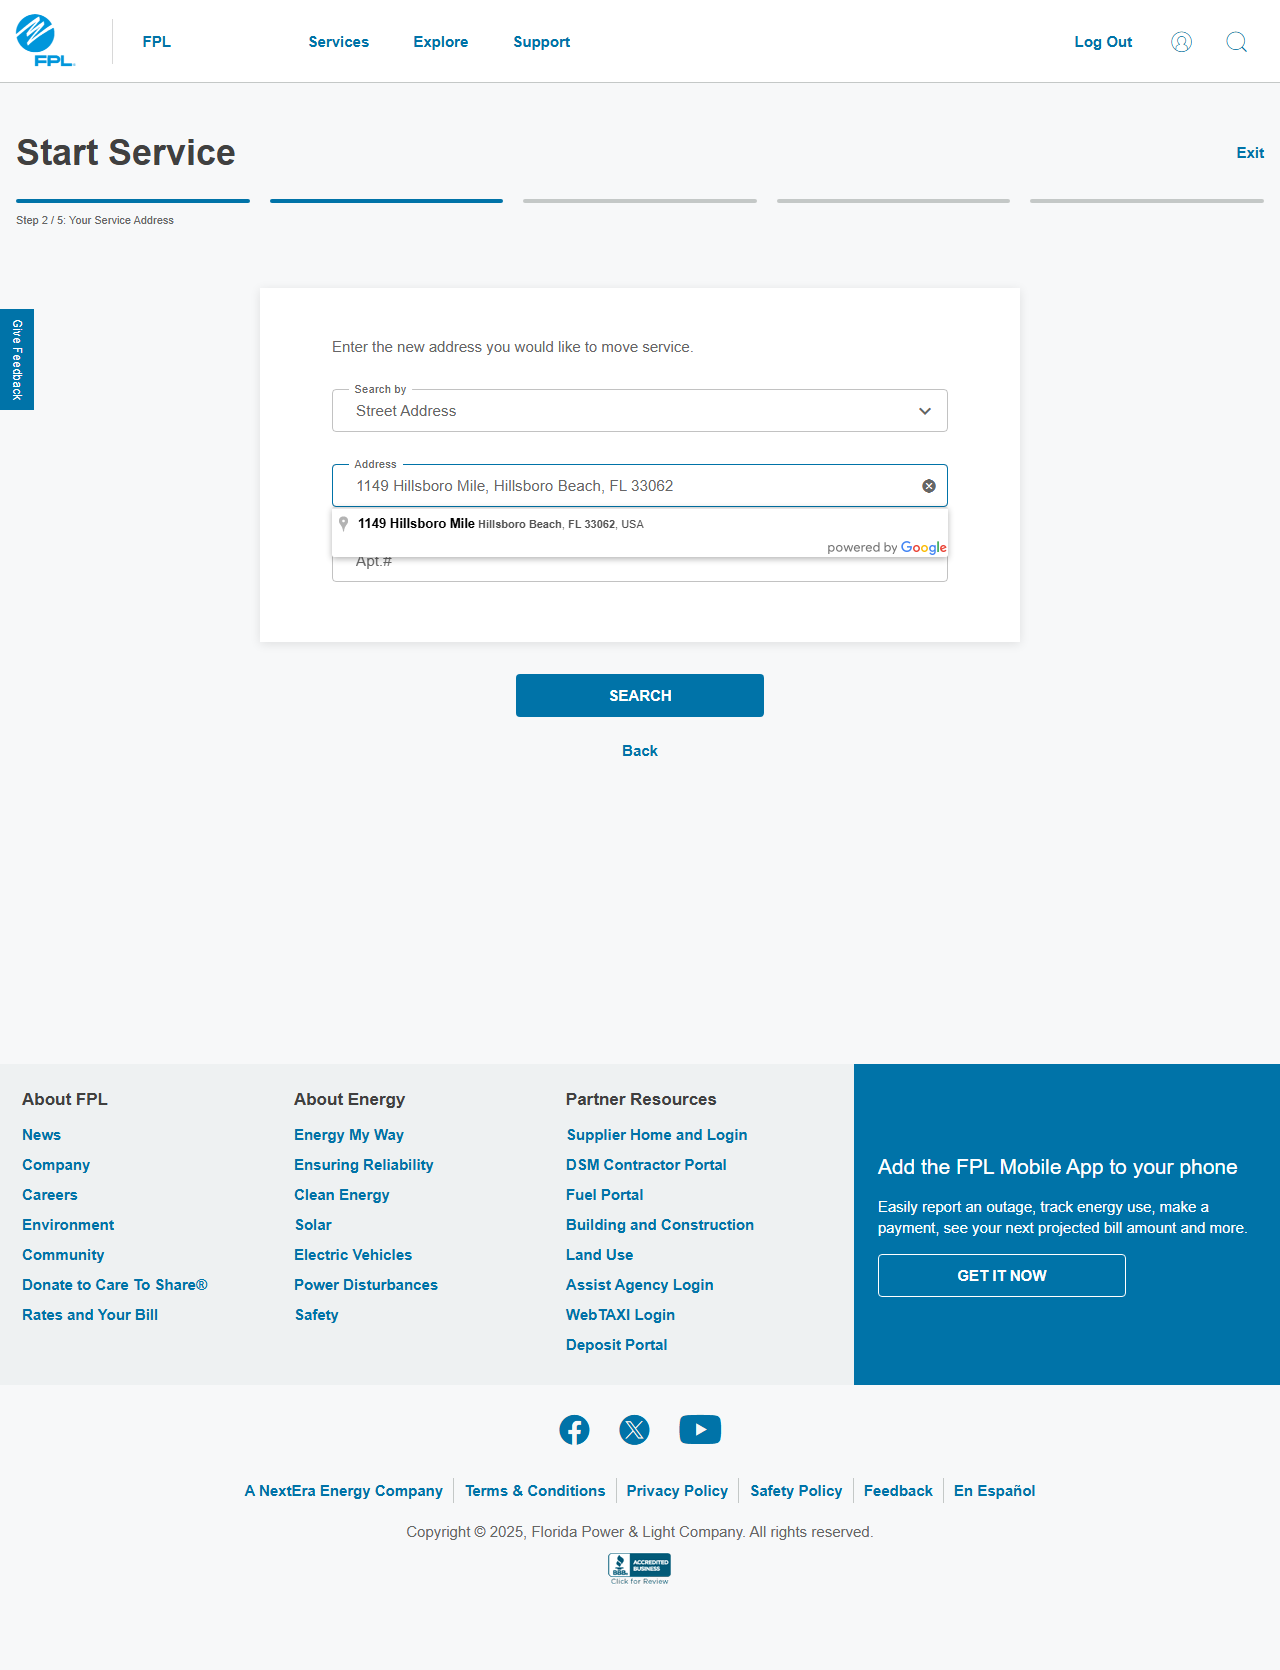 FPL
FPL
Services
Explore
Support
Log Out
Start Service
Exit
Step 2 / 5: Your Service Address
Give Feedback
Enter the new address you would like to move service.
Search by
Street Address
Address
1149 Hillsboro Mile, Hillsboro Beach, FL 33062
1149 Hillsboro Mile Hillsboro Beach, FL 33062, USA
powered by Google
Apt.#
SEARCH
Back
About FPL
News
Company
Careers
Environment
Community
Donate to Care To Share®
Rates and Your Bill
About Energy
Energy My Way
Ensuring Reliability
Clean Energy
Solar
Electric Vehicles
Power Disturbances
Safety
Partner Resources
Supplier Home and Login
DSM Contractor Portal
Fuel Portal
Building and Construction
Land Use
Assist Agency Login
WebTAXI Login
Deposit Portal
Add the FPL Mobile App to your phone
Easily report an outage, track energy use, make a
payment, see your next projected bill amount and more.
GET IT NOW
A NextEra Energy Company
Terms & Conditions
Privacy Policy
Safety Policy
Feedback
En Español
Copyright © 2025, Florida Power & Light Company. All rights reserved.
BBB.
ACCREDITED
BUSINESS
Click for Review